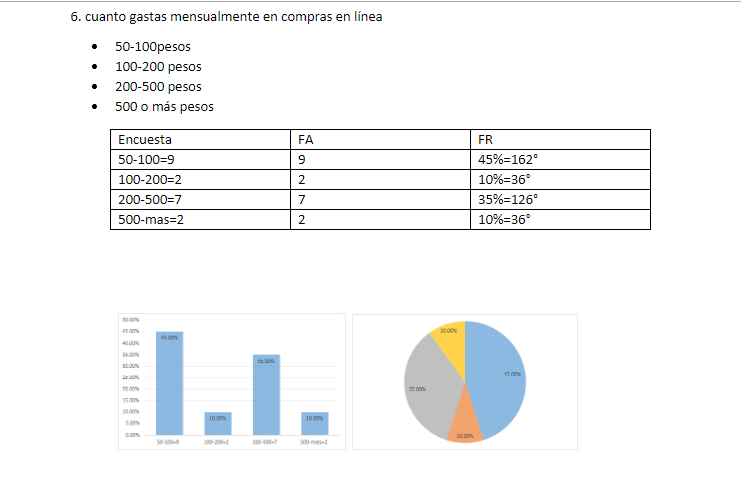 6. cuanto gastas mensualmente en compras en línea
• 50-100pesos
• 100-200 pesos
• 200-500 pesos
• 500 o más pesos
Encuesta FA FR
50-100=9 9 45%=162°
100-200=2 2 10%=36°
200-500=7 7 35%=126°
500-mas=2 2 10%=36°
50.00%
45.00%
40.00%
35.00%
30.00%
25.00%
20.00%
15.00%
10.00%
5.00%
0.00%
45.00% 10.00% 35.00% 10.00%
50-100=9 100-200=2 200-500=7 500-mas=2
10.00%
45.00%
35.00%
10.00%